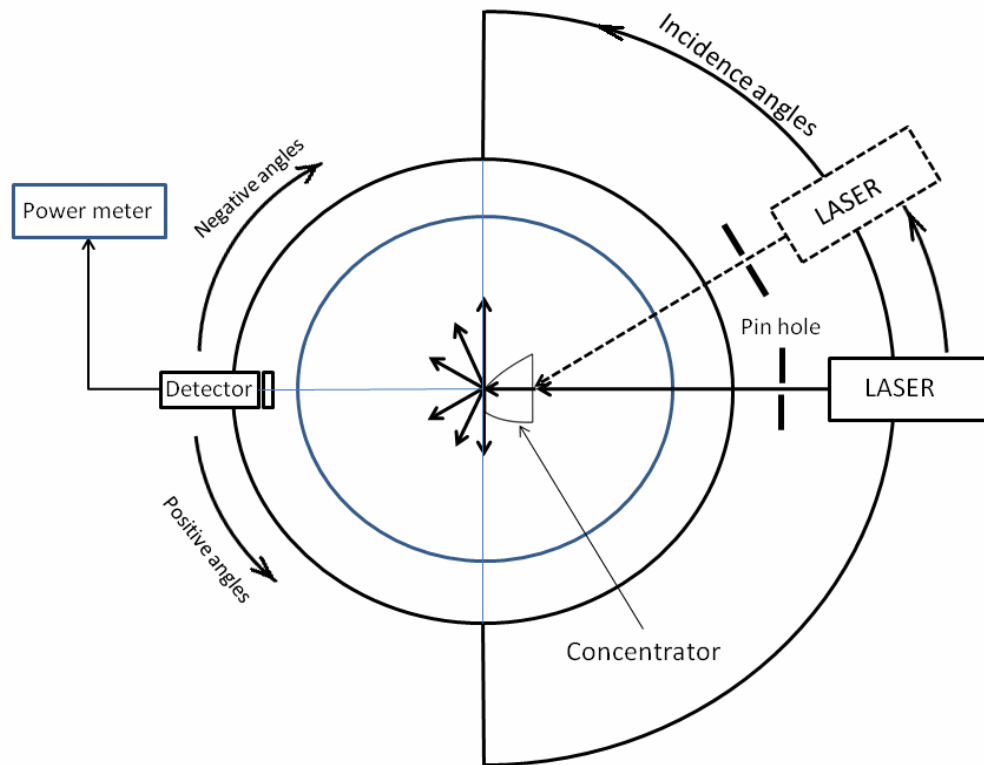 Incidence angles
Negative angles
Power meter
LASER
Pin hole
Detector
LASER
Positive angles
Concentrator